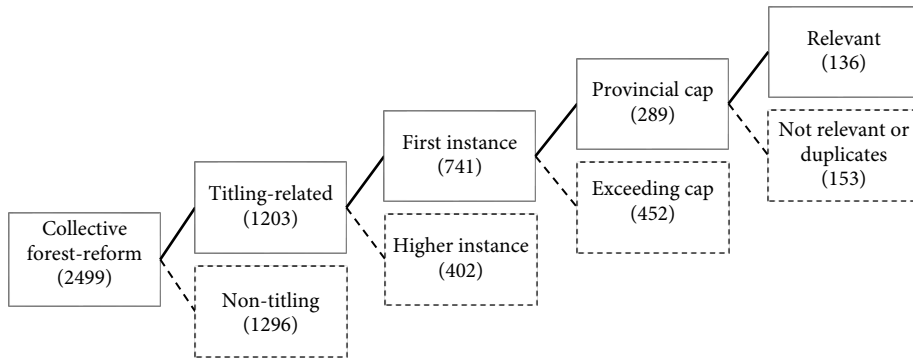 Collective
forest-reform
(2499)
Titling-related
(1203)
Non-titling
(1296)
First instance
(741)
Higher instance
(402)
Provincial cap
(289)
Exceeding cap
(452)
Relevant
(136)
Not relevant or
duplicates
(153)